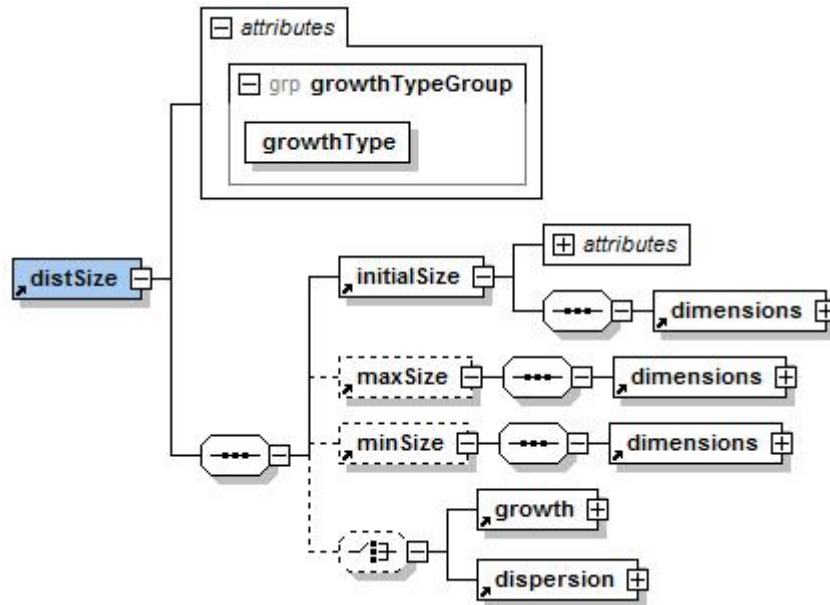 attributes
grp growthTypeGroup
growthType
distSize
initialSize
attributes
dimensions
maxSize
dimensions
minSize
dimensions
growth
dispersion